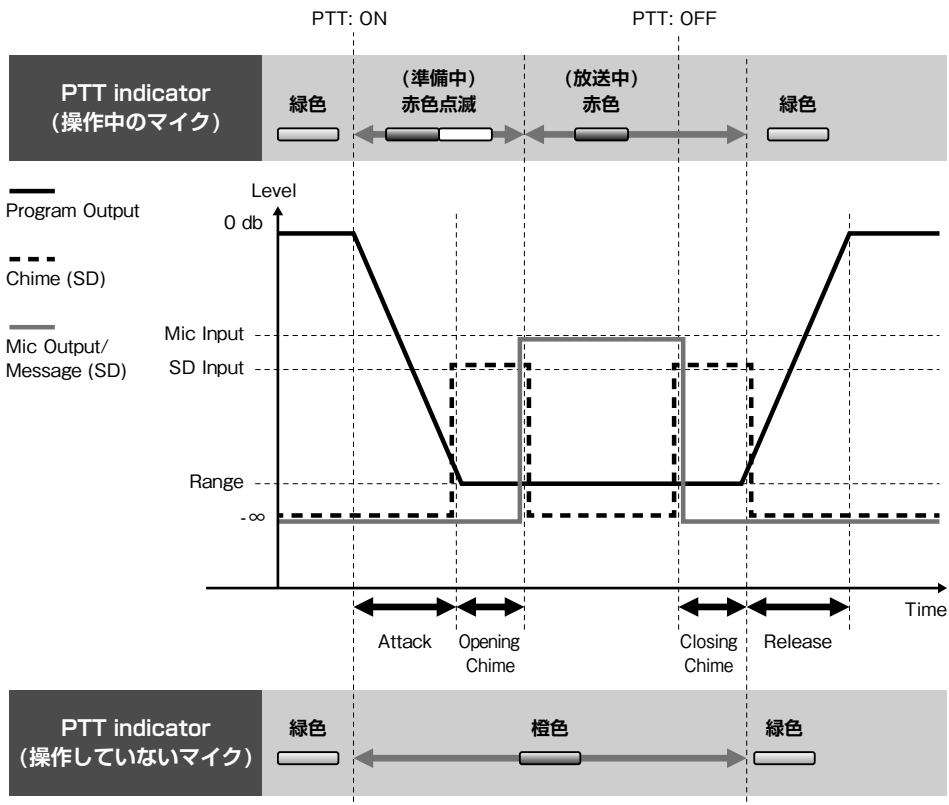 PTT: ON
PTT: OFF
PTT indicator
(操作中のマイク)
緑色
(準備中)
赤色点滅
(放送中)
赤色
緑色
Program Output
Chime (SD)
Mic Output/
Message (SD)
Level
0 db
Mic Input
SD Input
Range
-∞
Time
Attack
Opening
Chime
Closing
Chime
Release
PTT indicator
(操作していないマイク)
緑色
橙色
緑色